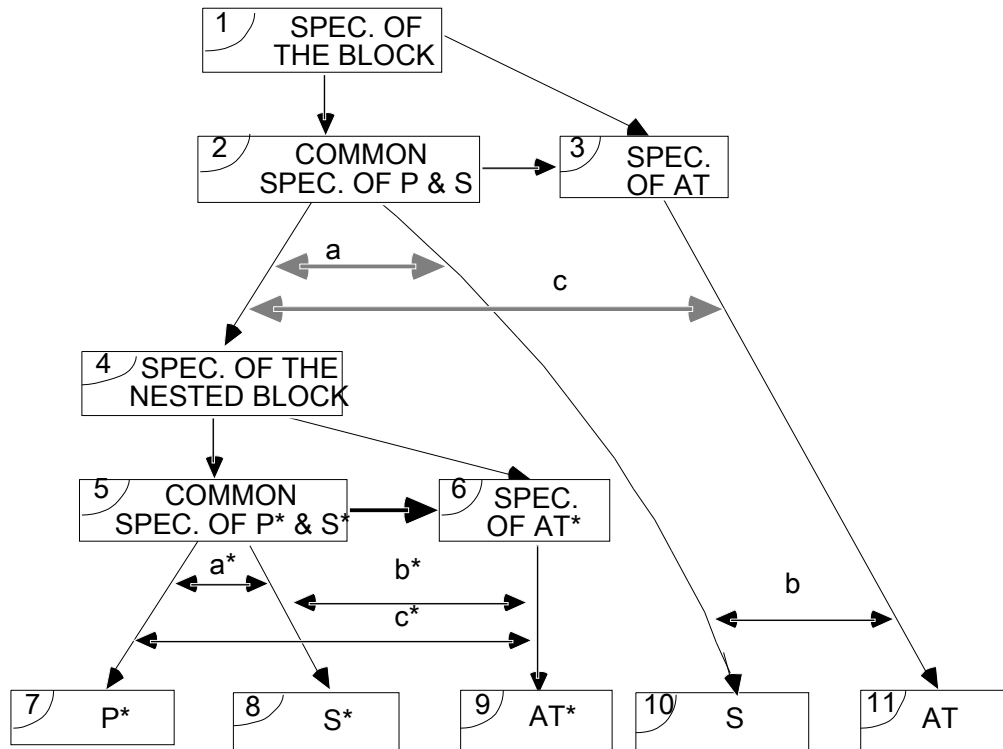 1
SPEC. OF
THE BLOCK
2
COMMON
SPEC. OF P & S
3
SPEC.
OF AT
a
c
4
SPEC. OF THE
NESTED BLOCK
5
COMMON
SPEC. OF P* & S*
6
SPEC.
OF AT*
a*
b*
c*
b
7
P*
8
S*
9
AT*
10
S
11
AT